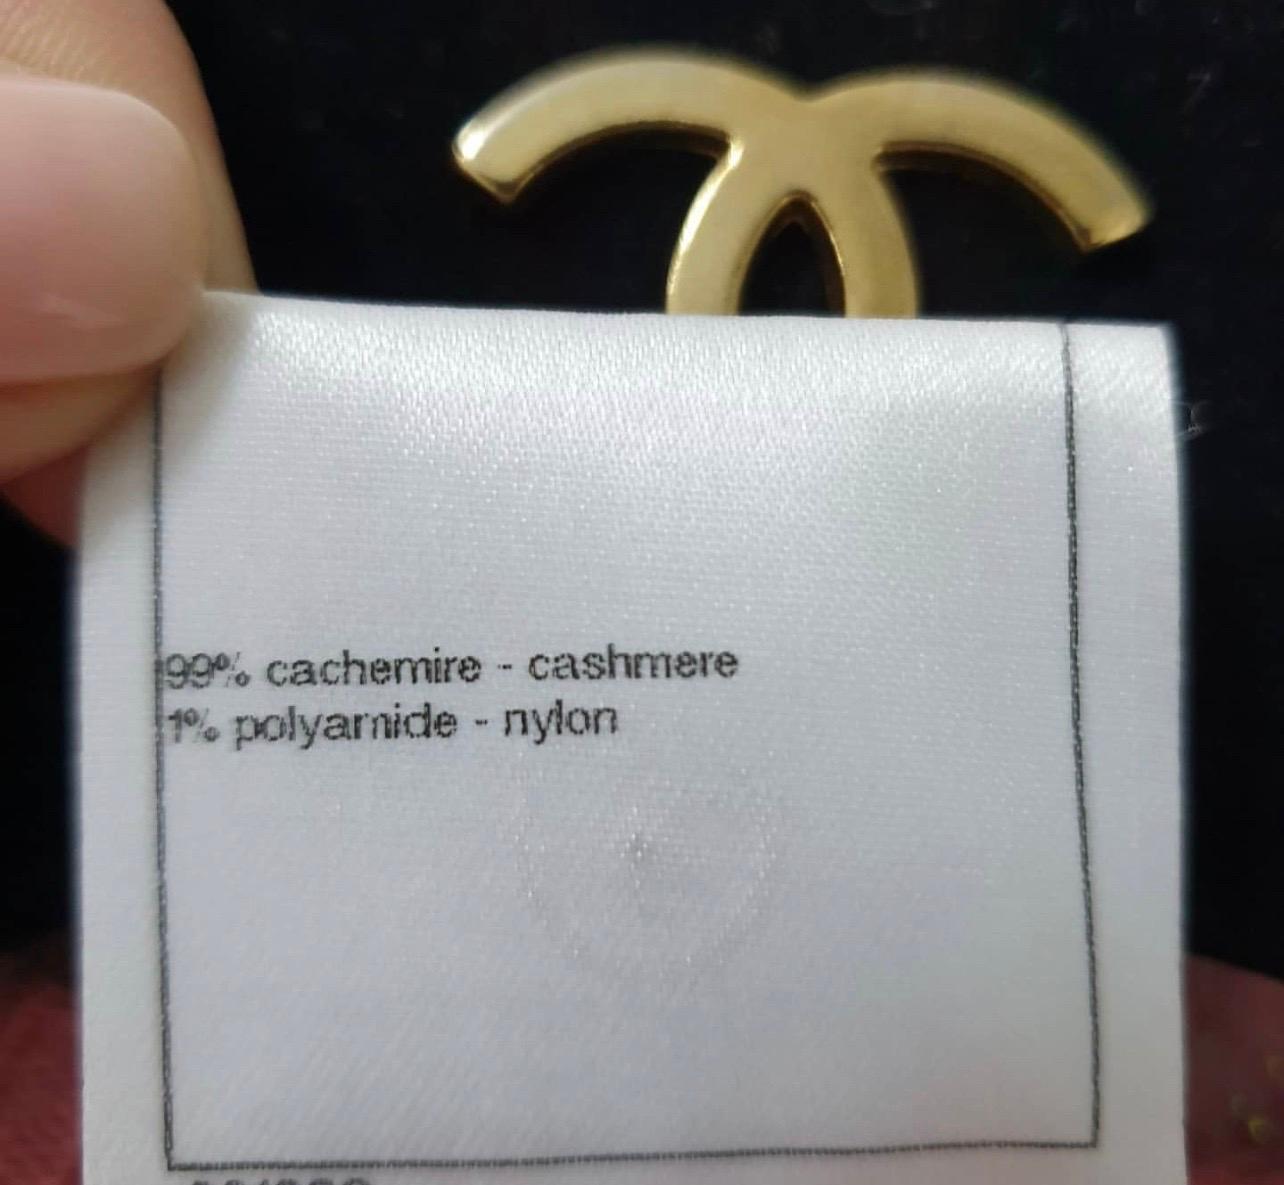 99% cachemire - cashmere
1% polyamide - nylon